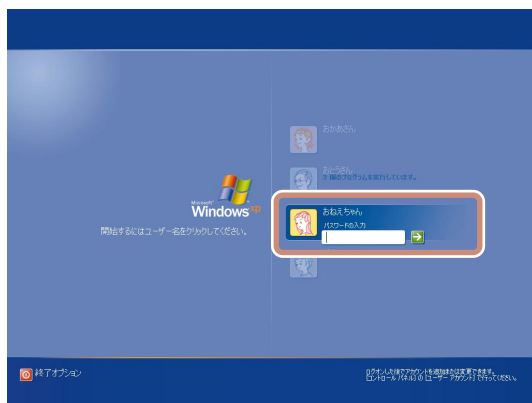 おかあさん
おとうさん
個のプログラムを実行しています。
Microsoft
Windows xp
開始するにはユーザー名をクリックしてください。
おねえちゃん
パスワードの入力
終了オプション
ログオンした後でアカウントを追加または変更できます。
[コントロール パネル] の [ユーザー アカウント] で行ってください。